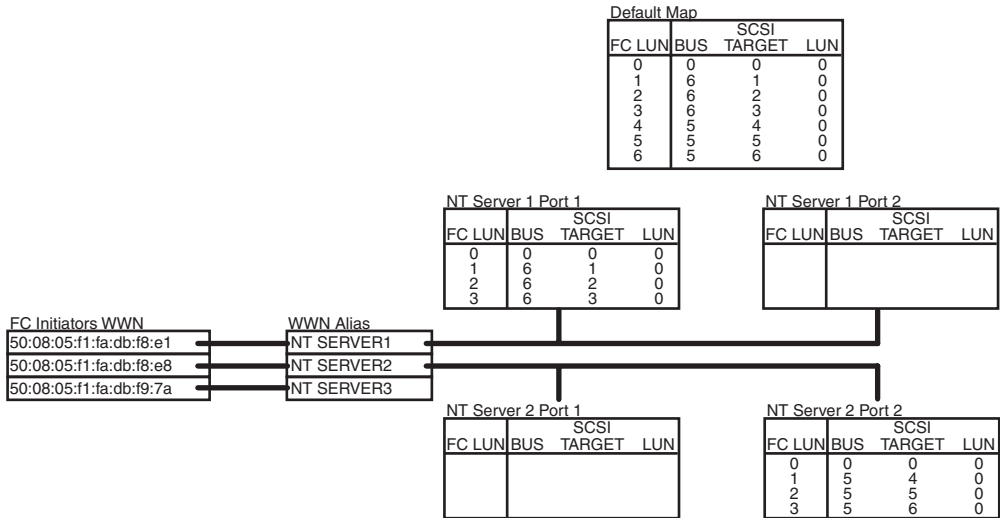 Default Map
SCSI
FC LUN BUS TARGET LUN
0 0 0 0
1 6 1 0
2 6 2 0
3 6 3 0
4 5 4 0
5 5 5 0
6 5 6 0
NT Server 1 Port 1
SCSI
FC LUN BUS TARGET LUN
0 0 0 0
1 6 1 0
2 6 2 0
3 6 3 0
NT Server 1 Port 2
SCSI
FC LUN BUS TARGET LUN
FC Initiators WWN
50:08:05:f1:fa:db:f8:e1
50:08:05:f1:fa:db:f8:e8
50:08:05:f1:fa:db:f9:7a
WWN Alias
NT SERVER1
NT SERVER2
NT SERVER3
NT Server 2 Port 1
SCSI
FC LUN BUS TARGET LUN
NT Server 2 Port 2
SCSI
FC LUN BUS TARGET LUN
0 0 0 0
1 5 4 0
2 5 5 0
3 5 6 0